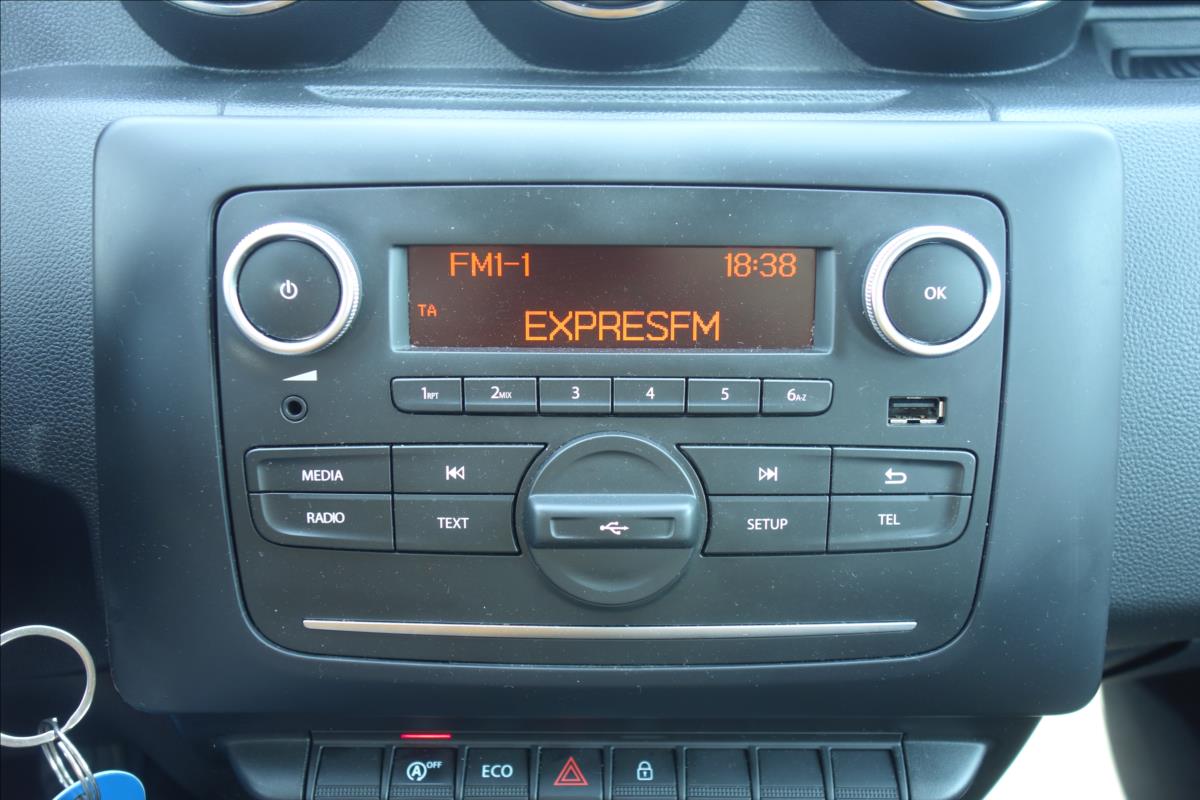 FM1-1 18:38
TA
EXPRESFM
OK
1RPT 2MIX 3 4 5 6A-Z
MEDIA
RADIO TEXT SETUP TEL
A OFF ECO